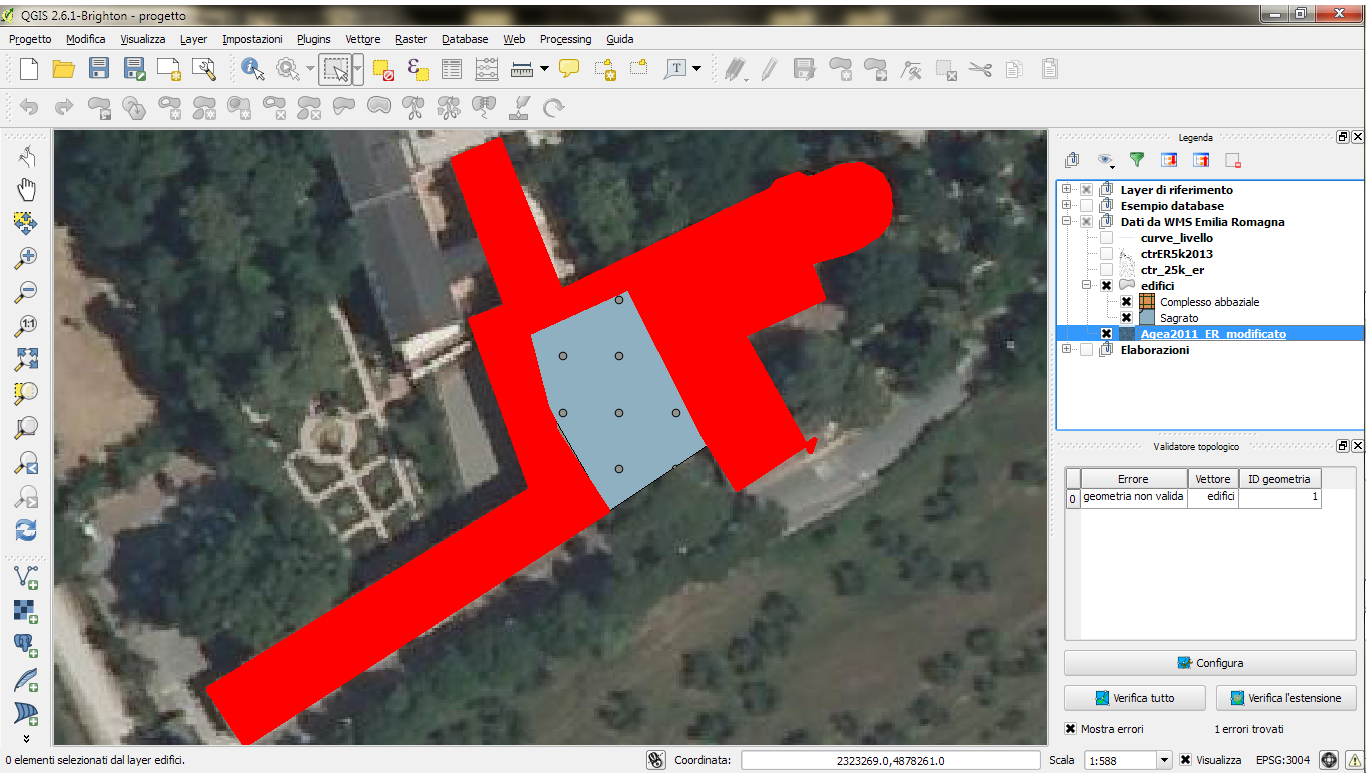 QGIS 2.6.1-Brighton - progetto
Progetto Modifica Visualizza Layer Impostazioni Plugins Vettore Raster Database Web Processing Guida
T
1:1
Legenda
Layer di riferimento
Esempio database
Dati da WMS Emilia Romagna
curve_livello
ctrER5k2013
ctr_25k_er
edifici
Complesso abbaziale
Sagrato
Agea2011_ER_modificato
Elaborazioni
Validatore topologico
Errore Vettore ID geometria
0 geometria non valida edifici 1
Configura
Verifica tutto Verifica l'estensione
Mostra errori 1 errori trovati
0 elementi selezionati dal layer edifici. Coordinata: 2323269.0,4878261.0 Scala 1:588 Visualizza EPSG:3004